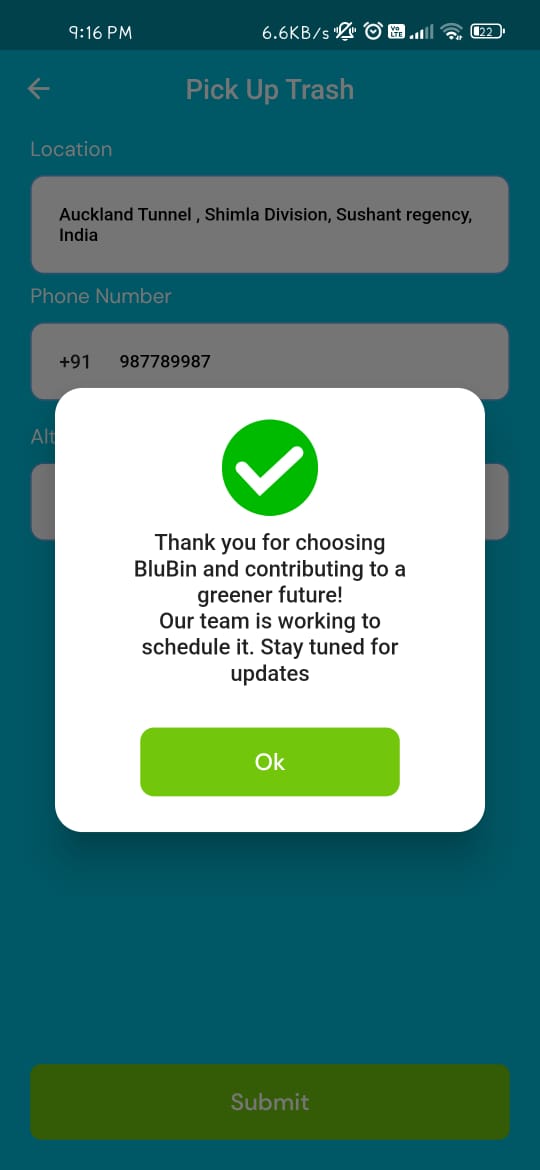 9:16 PM 6.6KB/s Vo LTE 22
Pick Up Trash
Location
Auckland Tunnel , Shimla Division, Sushant regency,
India
Phone Number
+91 987789987
Alt
Thank you for choosing
BluBin and contributing to a
greener future!
Our team is working to
schedule it. Stay tuned for
updates
Ok
Submit